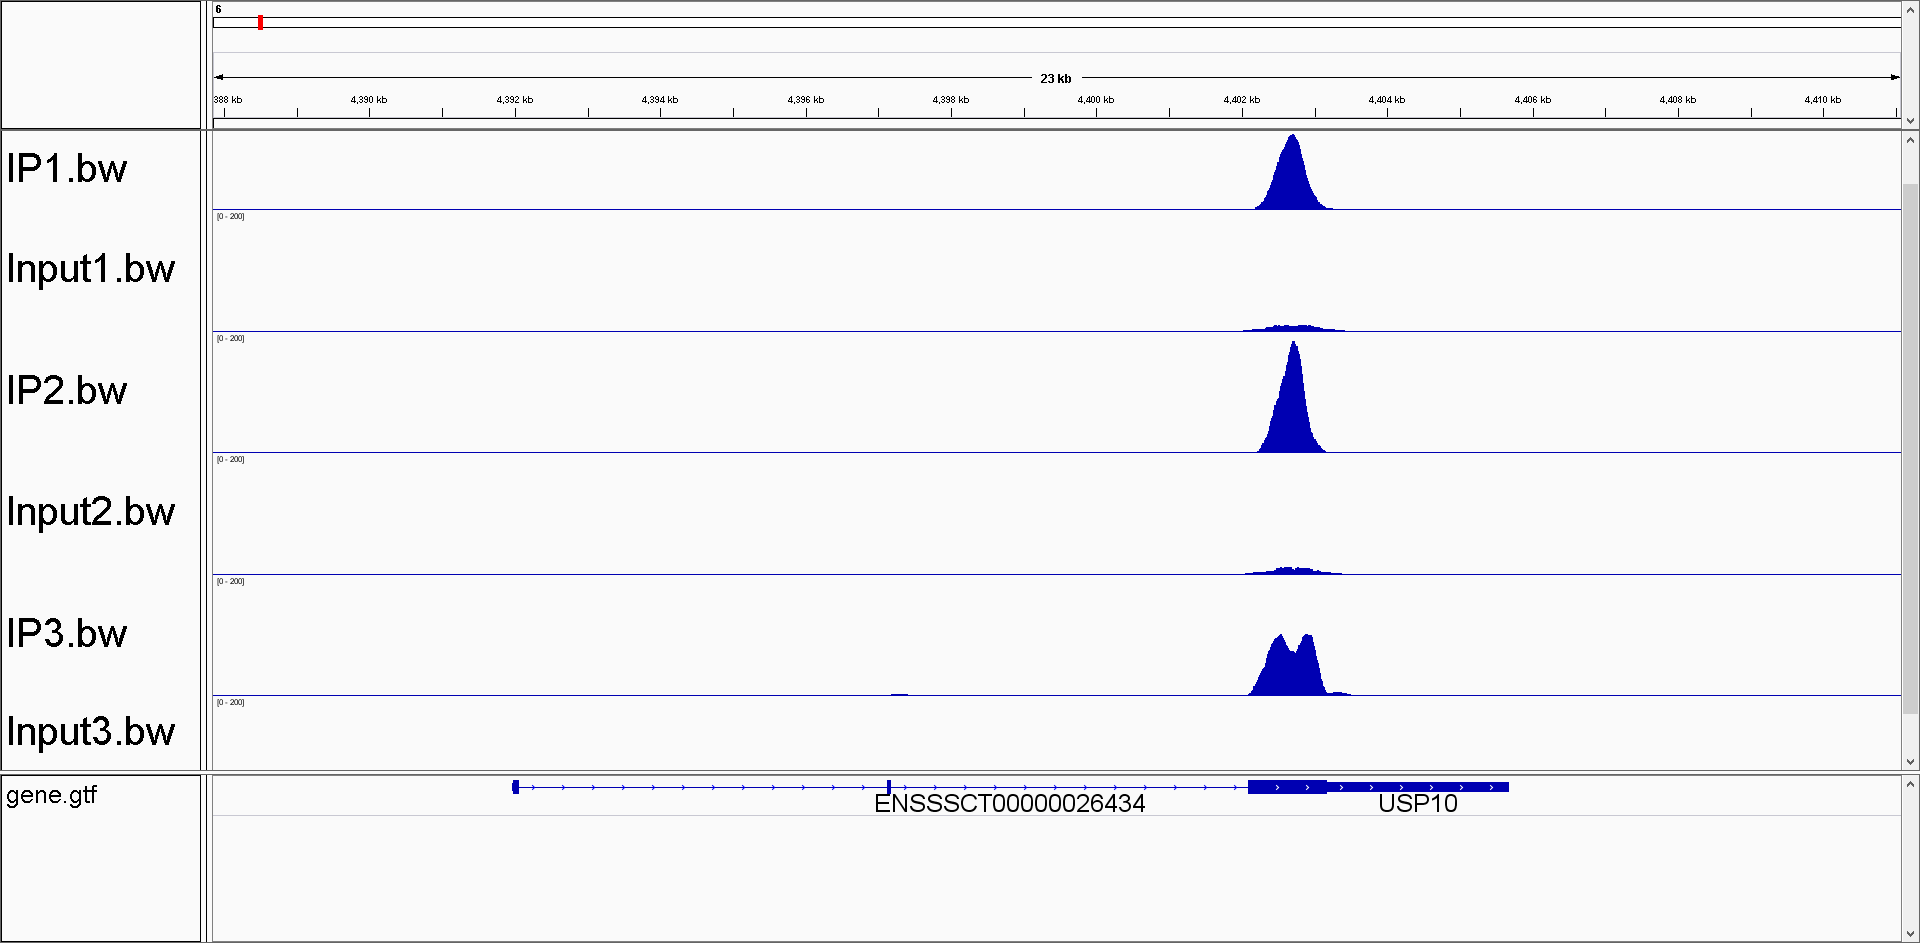 6
23 kb
388 kb 4,390 kb 4,392 kb 4,394 kb 4,396 kb 4,398 kb 4,400 kb 4,402 kb 4,404 kb 4,406 kb 4,408 kb 4,410 kb
IP1.bw
[0 - 200]
Input1.bw
[0 - 200]
IP2.bw
[0 - 200]
Input2.bw
[0 - 200]
IP3.bw
[0 - 200]
Input3.bw
gene.gtf
ENSSSCT00000026434 USP10